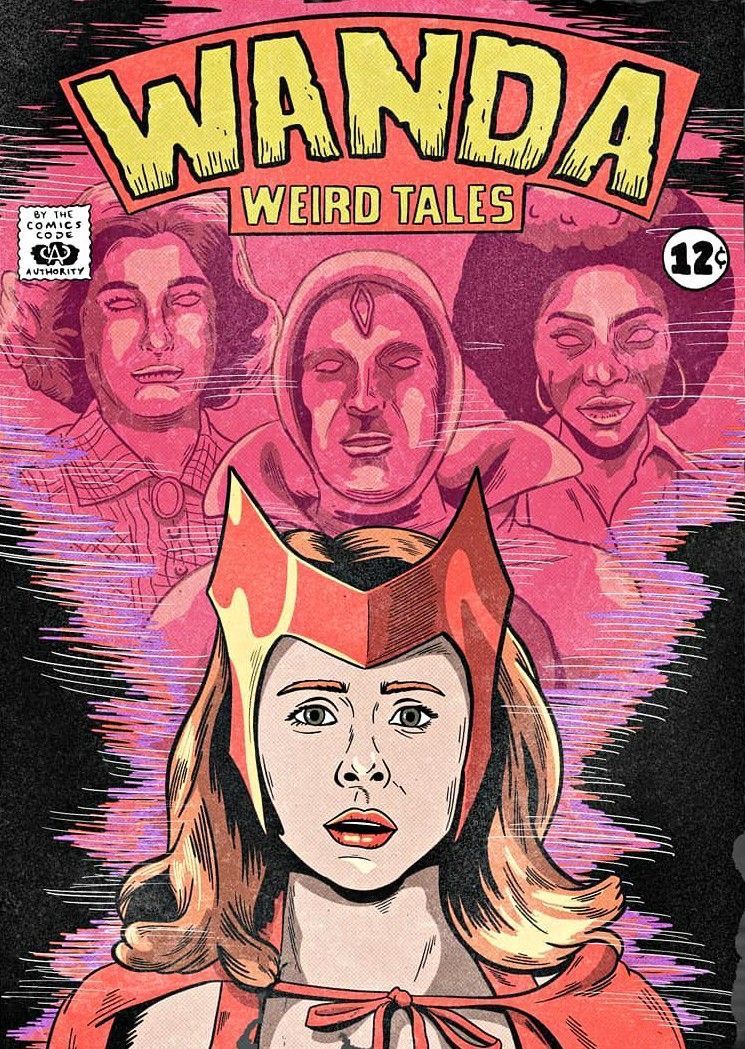 WANDA
WEIRD TALES
BY THE
COMICS
CODE
CA
AUTHORITY
12¢